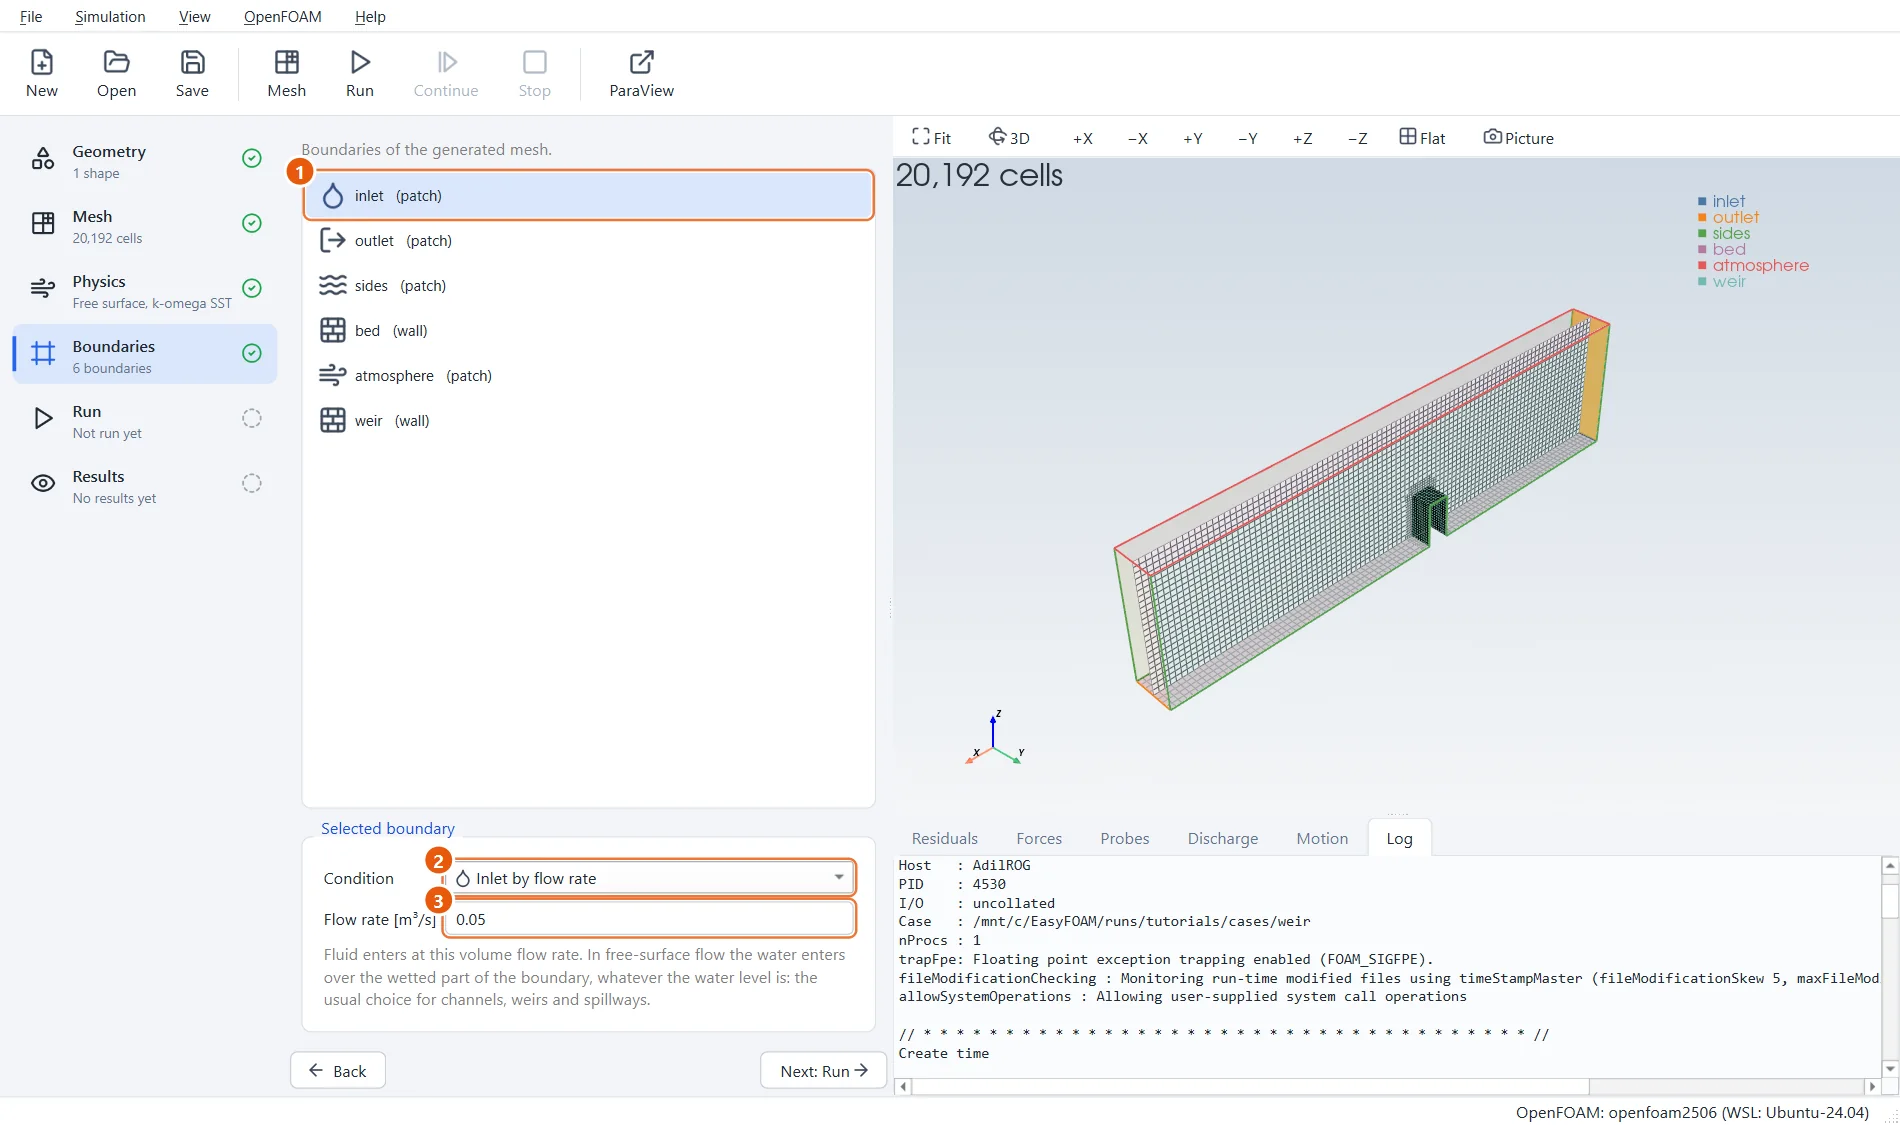 File Simulation View OpenFOAM Help
New Open Save Mesh Run Continue Stop ParaView
Geometry
1 shape
Mesh
20,192 cells
Physics
Free surface, k-omega SST
Boundaries
6 boundaries
Run
Not run yet
Results
No results yet
Boundaries of the generated mesh.
1
inlet (patch)
outlet (patch)
sides (patch)
bed (wall)
atmosphere (patch)
weir (wall)
Selected boundary
2
Condition Inlet by flow rate
3
Flow rate [m³/s] 0.05
Fluid enters at this volume flow rate. In free-surface flow the water enters
over the wetted part of the boundary, whatever the water level is: the
usual choice for channels, weirs and spillways.
Back Next: Run
Fit 3D +X −X +Y −Y +Z −Z Flat Picture
20,192 cells
inlet
outlet
sides
bed
atmosphere
weir
Z
X Y
Residuals Forces Probes Discharge Motion Log
Host : AdilROG
PID : 4530
I/O : uncollated
Case : /mnt/c/EasyFOAM/runs/tutorials/cases/weir
nProcs : 1
trapFpe: Floating point exception trapping enabled (FOAM_SIGFPE).
fileModificationChecking : Monitoring run-time modified files using timeStampMaster (fileModificationSkew 5, maxFileMod
allowSystemOperations : Allowing user-supplied system call operations
// * * * * * * * * * * * * * * * * * * * * * * * * * * * * * * * * * * * * * //
Create time
OpenFOAM: openfoam2506 (WSL: Ubuntu-24.04)